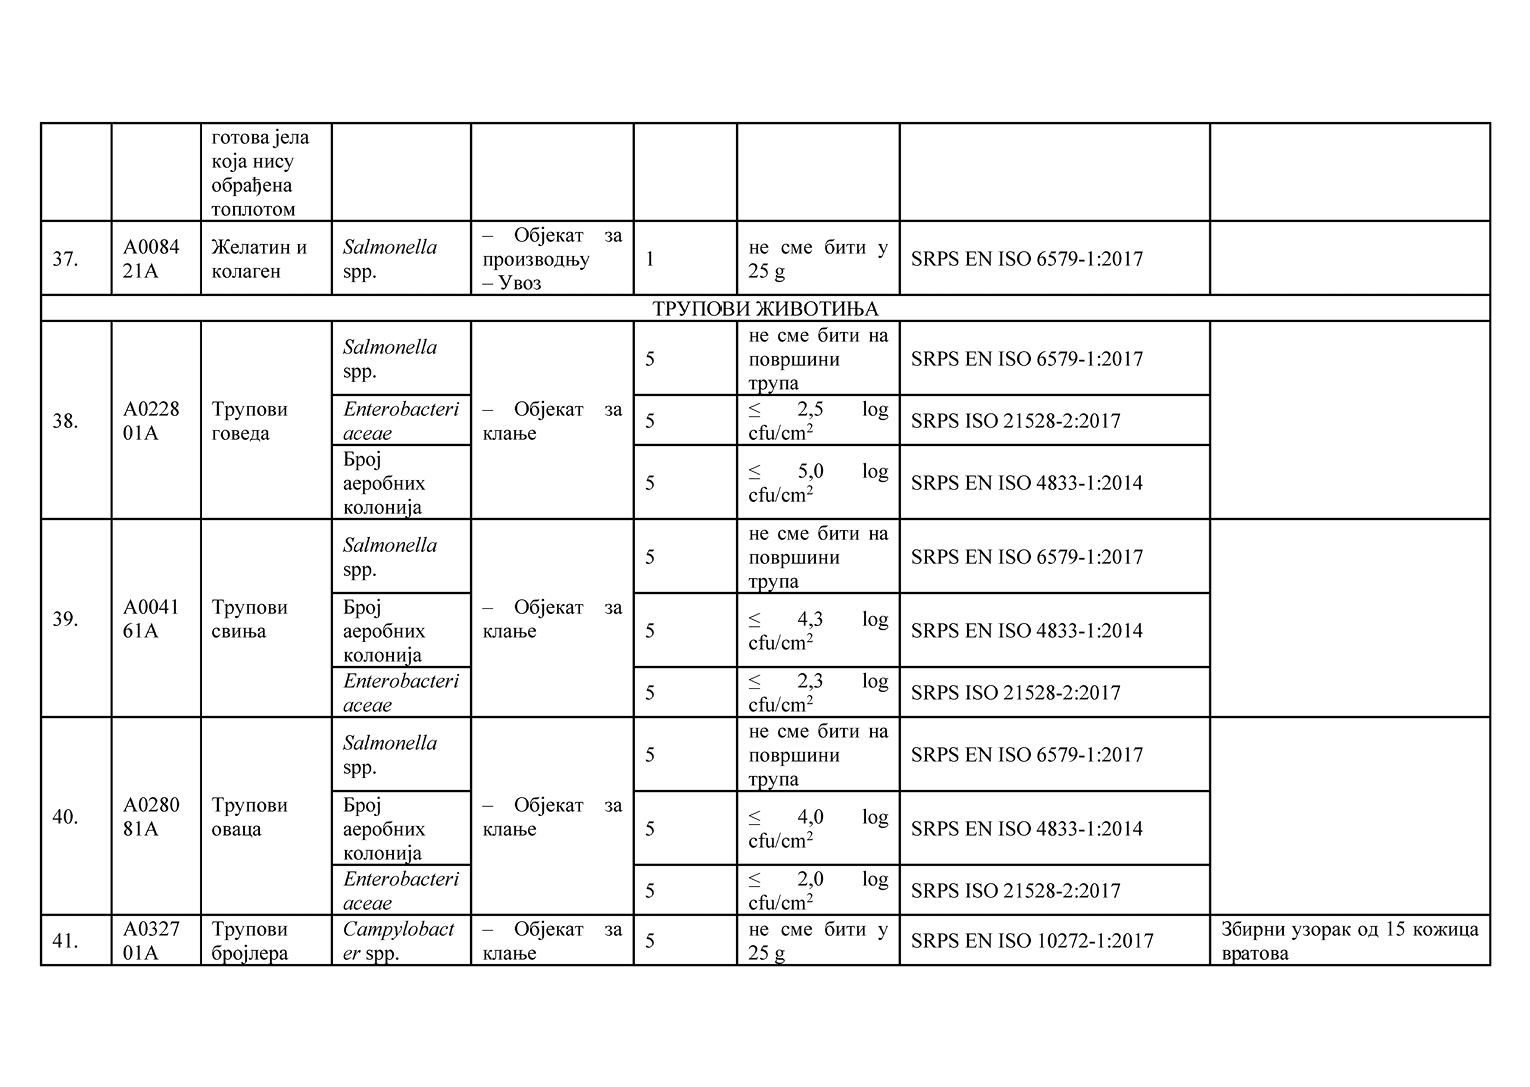 готова јела
која нису
обрађена
топлотом
37.
A0084
21A
Желатин и
колаген
Salmonella
spp.
– Објекат за
производњу
– Увоз
1
не сме бити у
25 g
SRPS EN ISO 6579-1:2017
ТРУПОВИ ЖИВОТИЊА
38.
A0228
01A
Трупови
говеда
Salmonella
spp.
– Објекат за
клање
5
не сме бити на
површини
трупа
SRPS EN ISO 6579-1:2017
Enterobacteri
aceae
5
≤ 2,5 log
cfu/cm²
SRPS ISO 21528-2:2017
Број
аеробних
колонија
5
≤ 5,0 log
cfu/cm²
SRPS EN ISO 4833-1:2014
39.
A0041
61A
Трупови
свиња
Salmonella
spp.
– Објекат за
клање
5
не сме бити на
површини
трупа
SRPS EN ISO 6579-1:2017
Број
аеробних
колонија
5
≤ 4,3 log
cfu/cm²
SRPS EN ISO 4833-1:2014
Enterobacteri
aceae
5
≤ 2,3 log
cfu/cm²
SRPS ISO 21528-2:2017
40.
A0280
81A
Трупови
оваца
Salmonella
spp.
– Објекат за
клање
5
не сме бити на
површини
трупа
SRPS EN ISO 6579-1:2017
Број
аеробних
колонија
5
≤ 4,0 log
cfu/cm²
SRPS EN ISO 4833-1:2014
Enterobacteri
aceae
5
≤ 2,0 log
cfu/cm²
SRPS ISO 21528-2:2017
41.
A0327
01A
Трупови
бројлера
Campylobact
er spp.
– Објекат за
клање
5
не сме бити у
25 g
SRPS EN ISO 10272-1:2017
Збирни узорак од 15 кожица
вратова